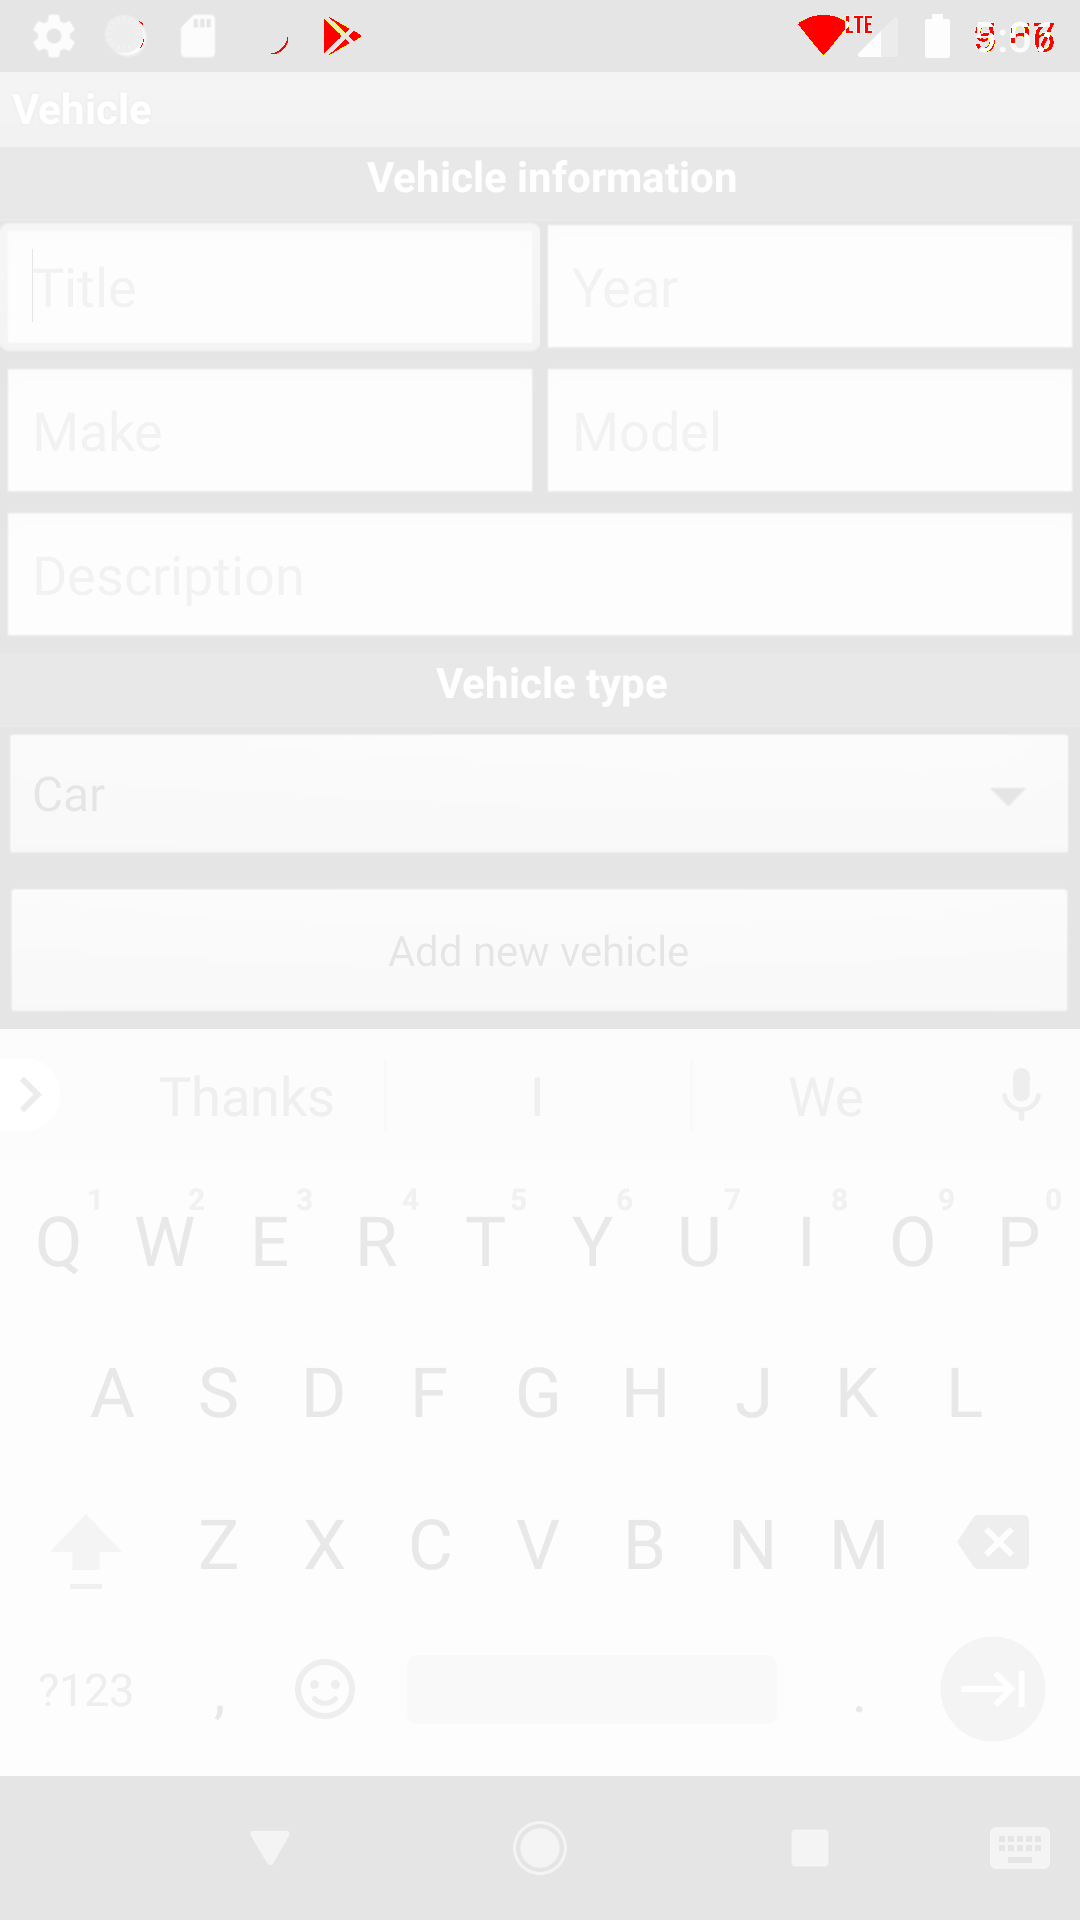 LTE
Vehicle
Vehicle information
Title Year
Make Model
Description
Vehicle type
Car
Add new vehicle
Thanks I We
1 2 3 4 5 6 7 8 9 0
Q W E R T Y U I O P
A S D F G H J K L
Z X C V B N M
?123 , .